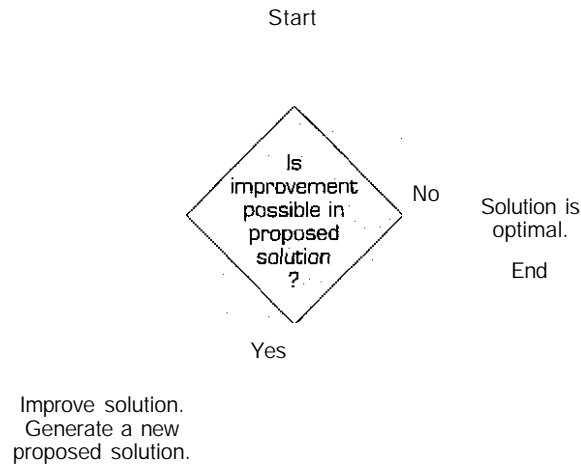 Start
Is
improvement
possible in
proposed
solution
?
No
Solution is
optimal.
End
Yes
Improve solution.
Generate a new
proposed solution.